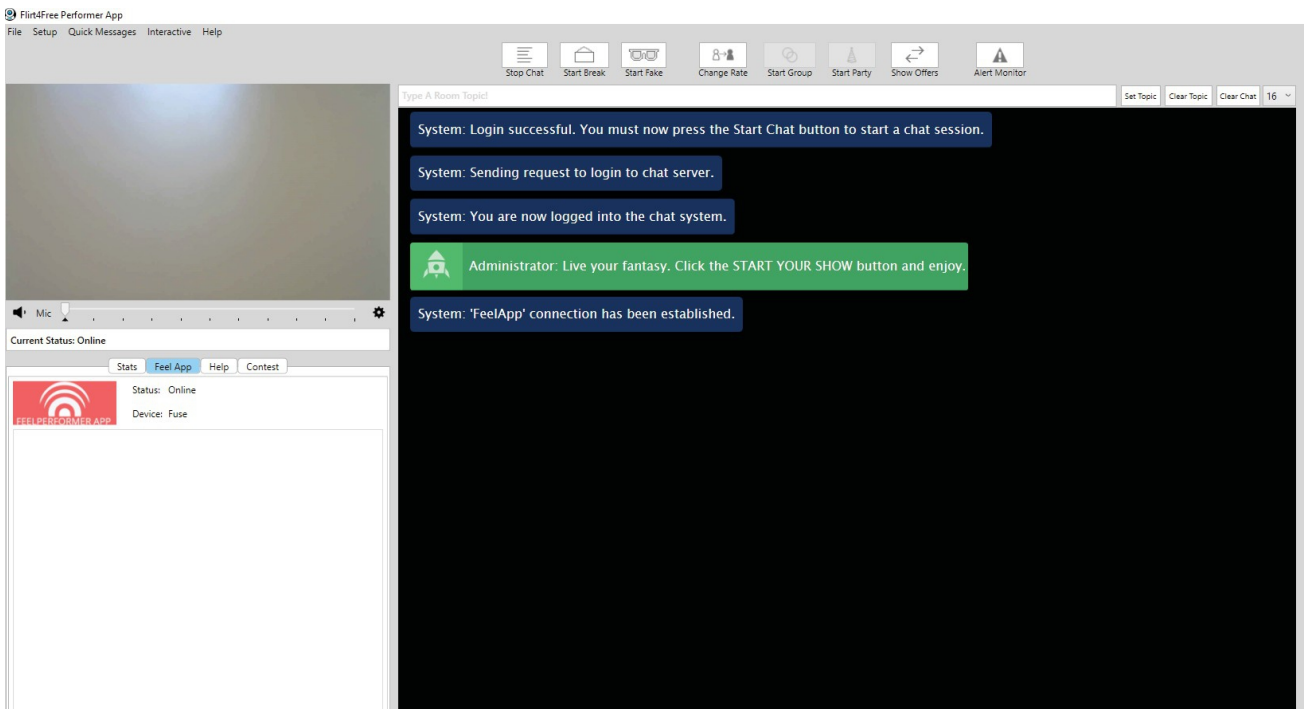 Flirt4Free Performer App
File Setup Quick Messages Interactive Help
Stop Chat Start Break Start Fake Change Rate Start Group Start Party Show Offers Alert Monitor
Type A Room Topic! Set Topic Clear Topic Clear Chat 16
System: Login successful. You must now press the Start Chat button to start a chat session.
System: Sending request to login to chat server.
System: You are now logged into the chat system.
Administrator: Live your fantasy. Click the START YOUR SHOW button and enjoy.
System: 'FeelApp' connection has been established.
Mic
Current Status: Online
Stats Feel App Help Contest
Status: Online
Device: Fuse
FEELPERFORMER APP